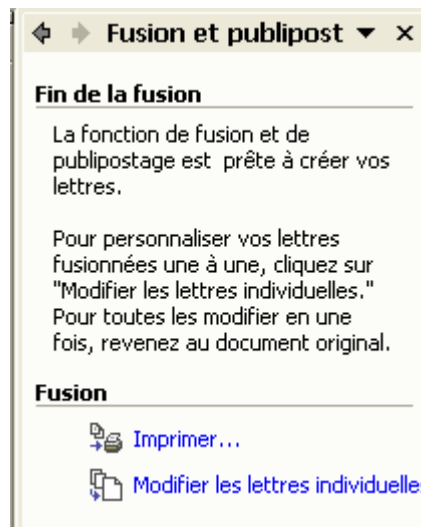 Fusion et publipost
Fin de la fusion
La fonction de fusion et de
publipostage est prête à créer vos
lettres.
Pour personnaliser vos lettres
fusionnées une à une, cliquez sur
"Modifier les lettres individuelles."
Pour toutes les modifier en une
fois, revenez au document original.
Fusion
Imprimer...
Modifier les lettres individuelles